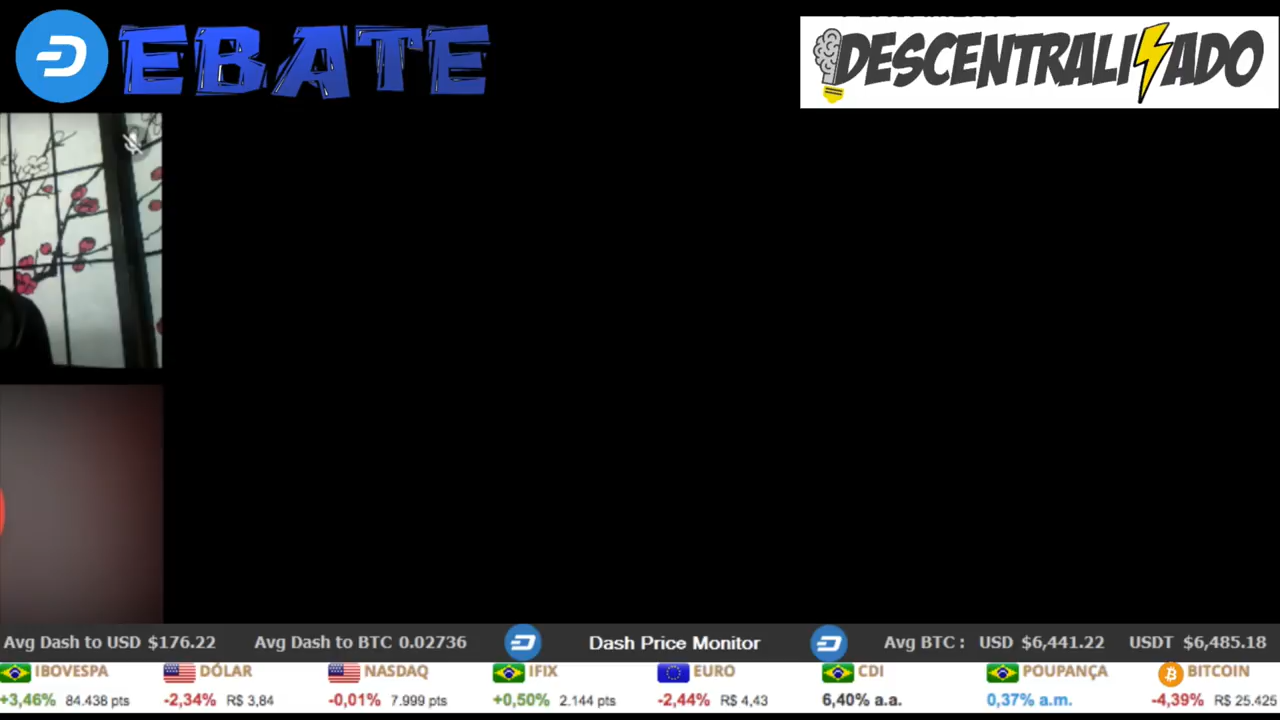 EBATE
DESCENTRALIZADO
Avg Dash to USD $176.22 Avg Dash to BTC 0.02736 Dash Price Monitor Avg BTC : USD $6,441.22 USDT $6,485.18
IBOVESPA DÓLAR NASDAQ IFIX EURO CDI POUPANÇA BITCOIN
+3,46% 84.438 pts -2,34% R$ 3,84 -0,01% 7.999 pts +0,50% 2.144 pts -2,44% R$ 4,43 6,40% a.a. 0,37% a.m. -4,39% R$ 25.425